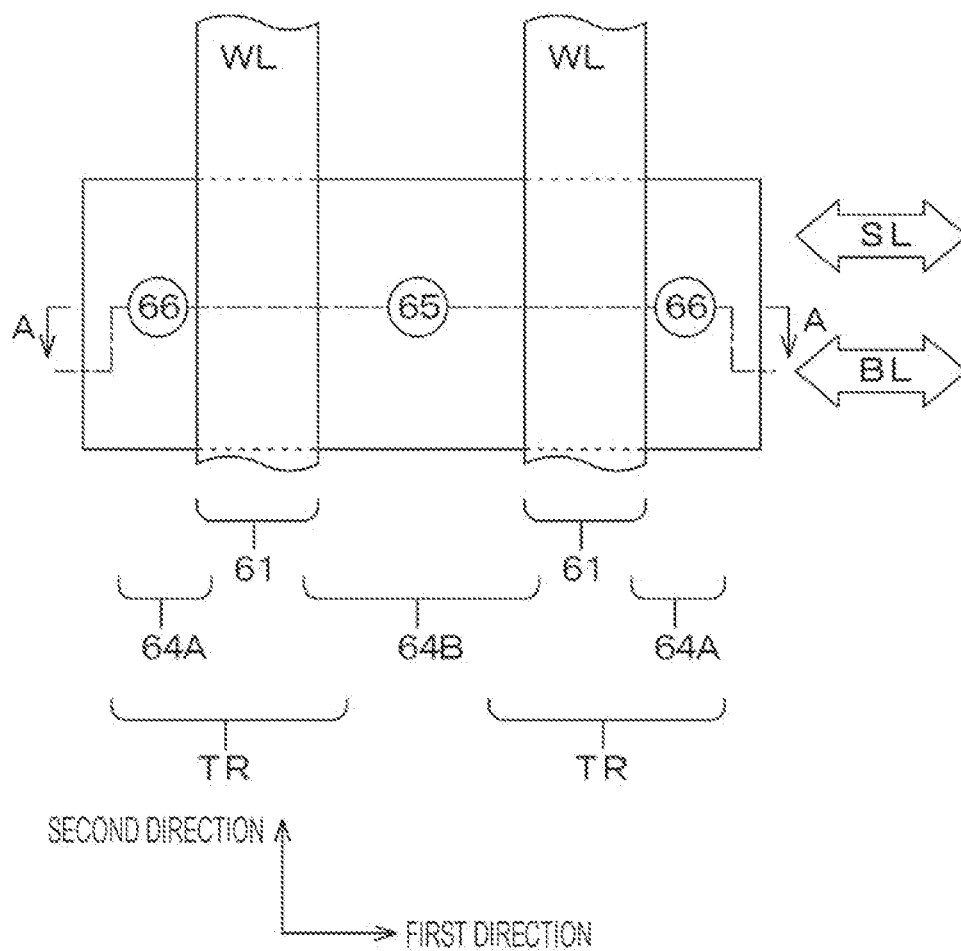 WL WL
SL
66 65 66
A A
BL
61 61
64A 64B 64A
TR TR
SECOND DIRECTION
FIRST DIRECTION